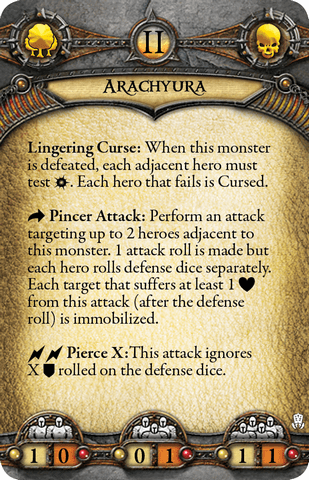 II
Arachyura
Lingering Curse: When this monster
is defeated, each adjacent hero must
test . Each hero that fails is Cursed.
Pincer Attack: Perform an attack
targeting up to 2 heroes adjacent to
this monster. 1 attack roll is made but
each hero rolls defense dice separately.
Each target that suffers at least 1
from this attack (after the defense
roll) is immobilized.
Pierce X:This attack ignores
X rolled on the defense dice.
1 0 0 1 1 1